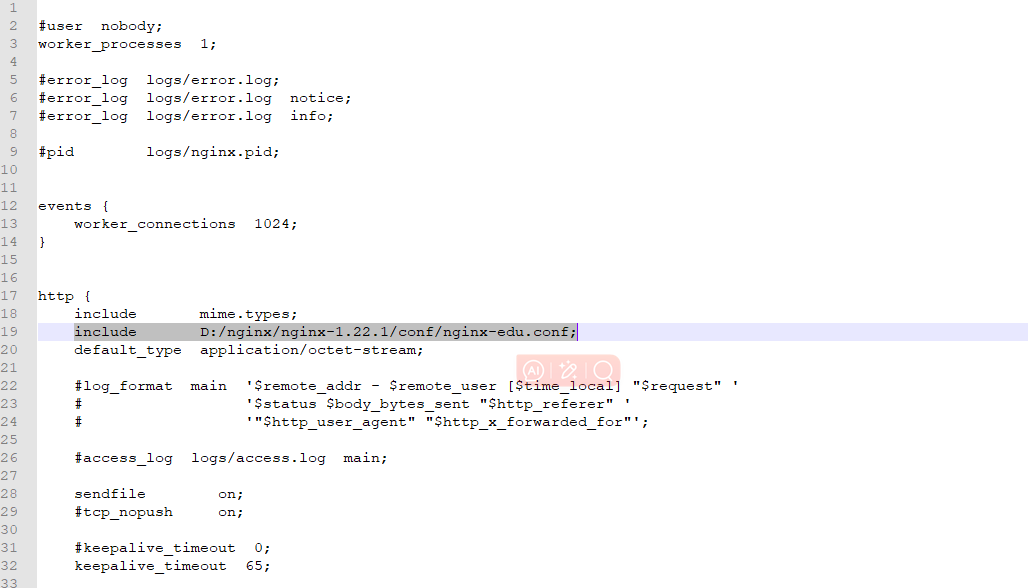 1
2 #user  nobody;
3 worker_processes  1;
4
5 #error_log  logs/error.log;
6 #error_log  logs/error.log  notice;
7 #error_log  logs/error.log  info;
8
9 #pid        logs/nginx.pid;
10
11
12 events {
13     worker_connections  1024;
14 }
15
16
17 http {
18     include       mime.types;
19     include       D:/nginx/nginx-1.22.1/conf/nginx-edu.conf;
20     default_type  application/octet-stream;
21
22     #log_format  main  '$remote_addr - $remote_user [$time_local] "$request" '
23     #                  '$status $body_bytes_sent "$http_referer" '
24     #                  '"$http_user_agent" "$http_x_forwarded_for"';
25
26     #access_log  logs/access.log  main;
27
28     sendfile        on;
29     #tcp_nopush     on;
30
31     #keepalive_timeout  0;
32     keepalive_timeout  65;
33
AI